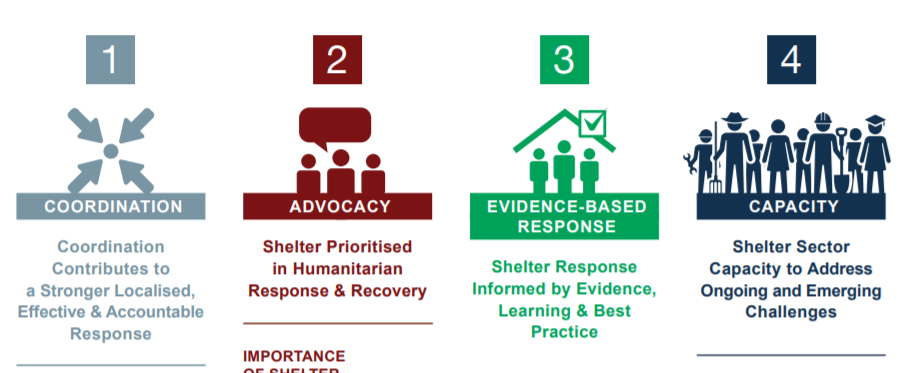 1
COORDINATION
Coordination
Contributes to
a Stronger Localised,
Effective & Accountable
Response
2
ADVOCACY
Shelter Prioritised
in Humanitarian
Response & Recovery
IMPORTANCE
OF SHELTER
3
EVIDENCE-BASED
RESPONSE
Shelter Response
Informed by Evidence,
Learning & Best
Practice
4
CAPACITY
Shelter Sector
Capacity to Address
Ongoing and Emerging
Challenges